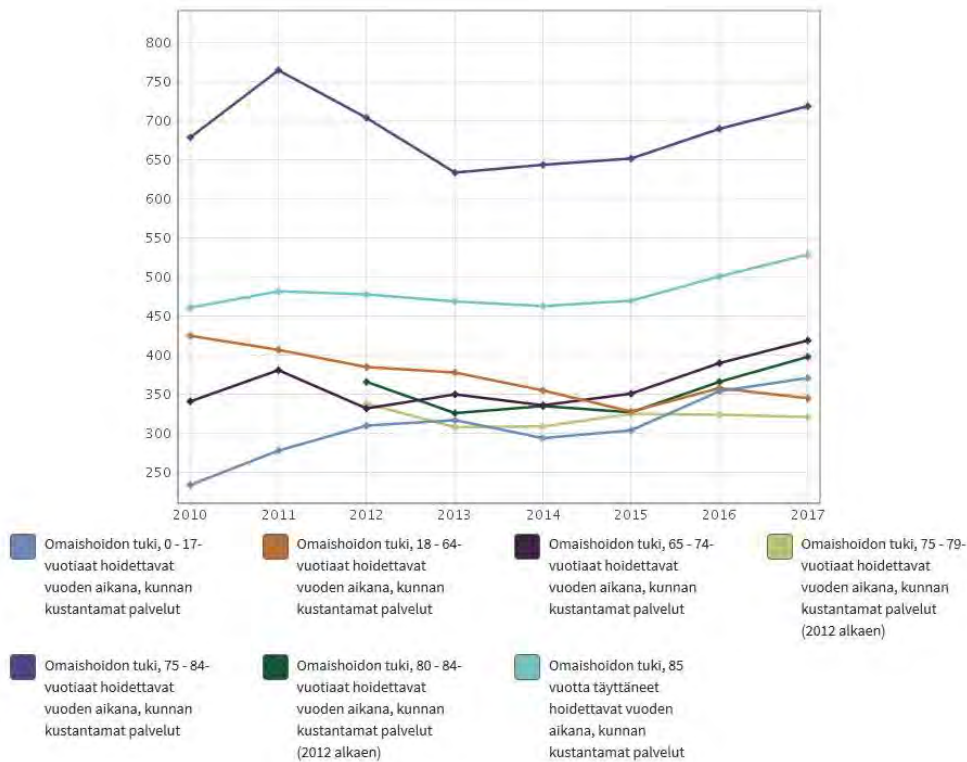 800
750
700
650
600
550
500
450
400
350
300
250
2010 2011 2012 2013 2014 2015 2016 2017
Omaishoidon tuki, 0 - 17-
vuotiaat hoidettavat
vuoden aikana, kunnan
kustantamat palvelut
Omaishoidon tuki, 18 - 64-
vuotiaat hoidettavat
vuoden aikana, kunnan
kustantamat palvelut
Omaishoidon tuki, 65 - 74-
vuotiaat hoidettavat
vuoden aikana, kunnan
kustantamat palvelut
Omaishoidon tuki, 75 - 79-
vuotiaat hoidettavat
vuoden aikana, kunnan
kustantamat palvelut
(2012 alkaen)
Omaishoidon tuki, 75 - 84-
vuotiaat hoidettavat
vuoden aikana, kunnan
kustantamat palvelut
Omaishoidon tuki, 80 - 84-
vuotiaat hoidettavat
vuoden aikana, kunnan
kustantamat palvelut
(2012 alkaen)
Omaishoidon tuki, 85
vuotta täyttäneet
hoidettavat vuoden
aikana, kunnan
kustantamat palvelut